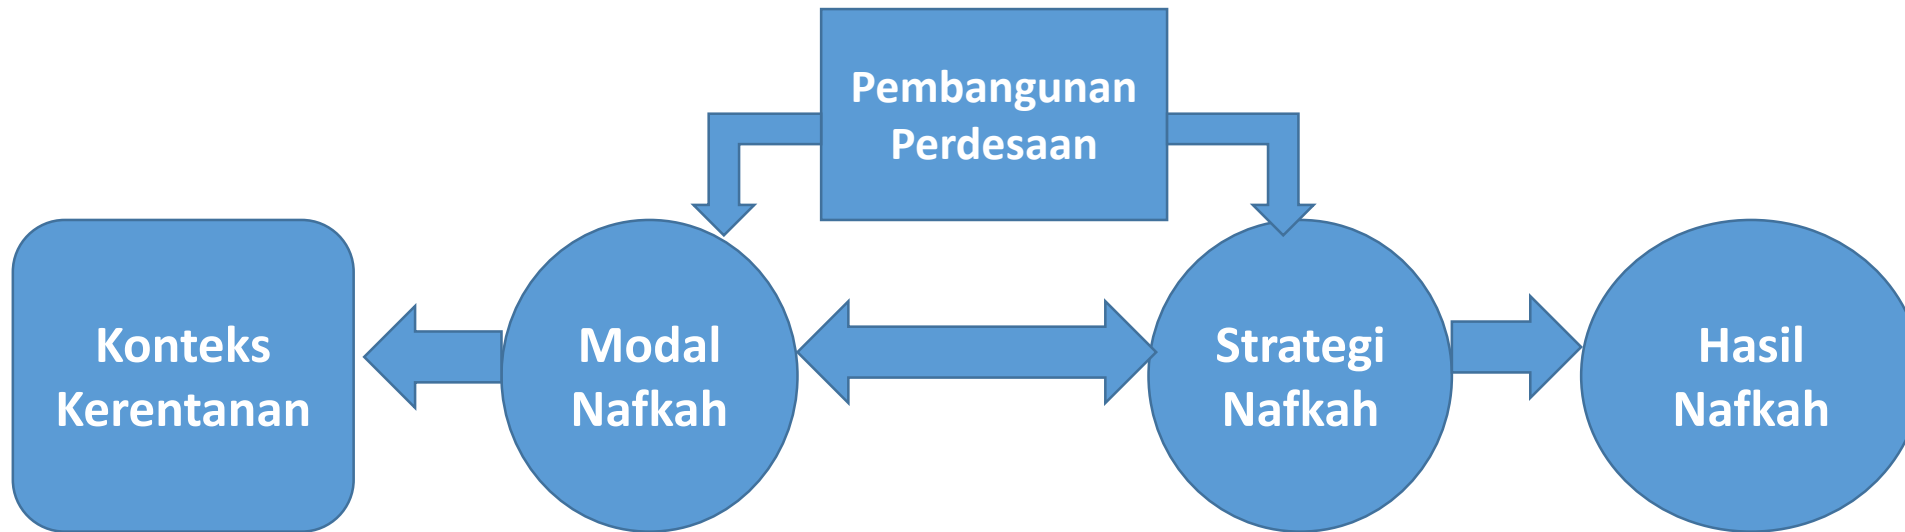 Pembangunan
Perdesaan
Konteks
Kerentanan
Modal
Nafkah
Strategi
Nafkah
Hasil
Nafkah